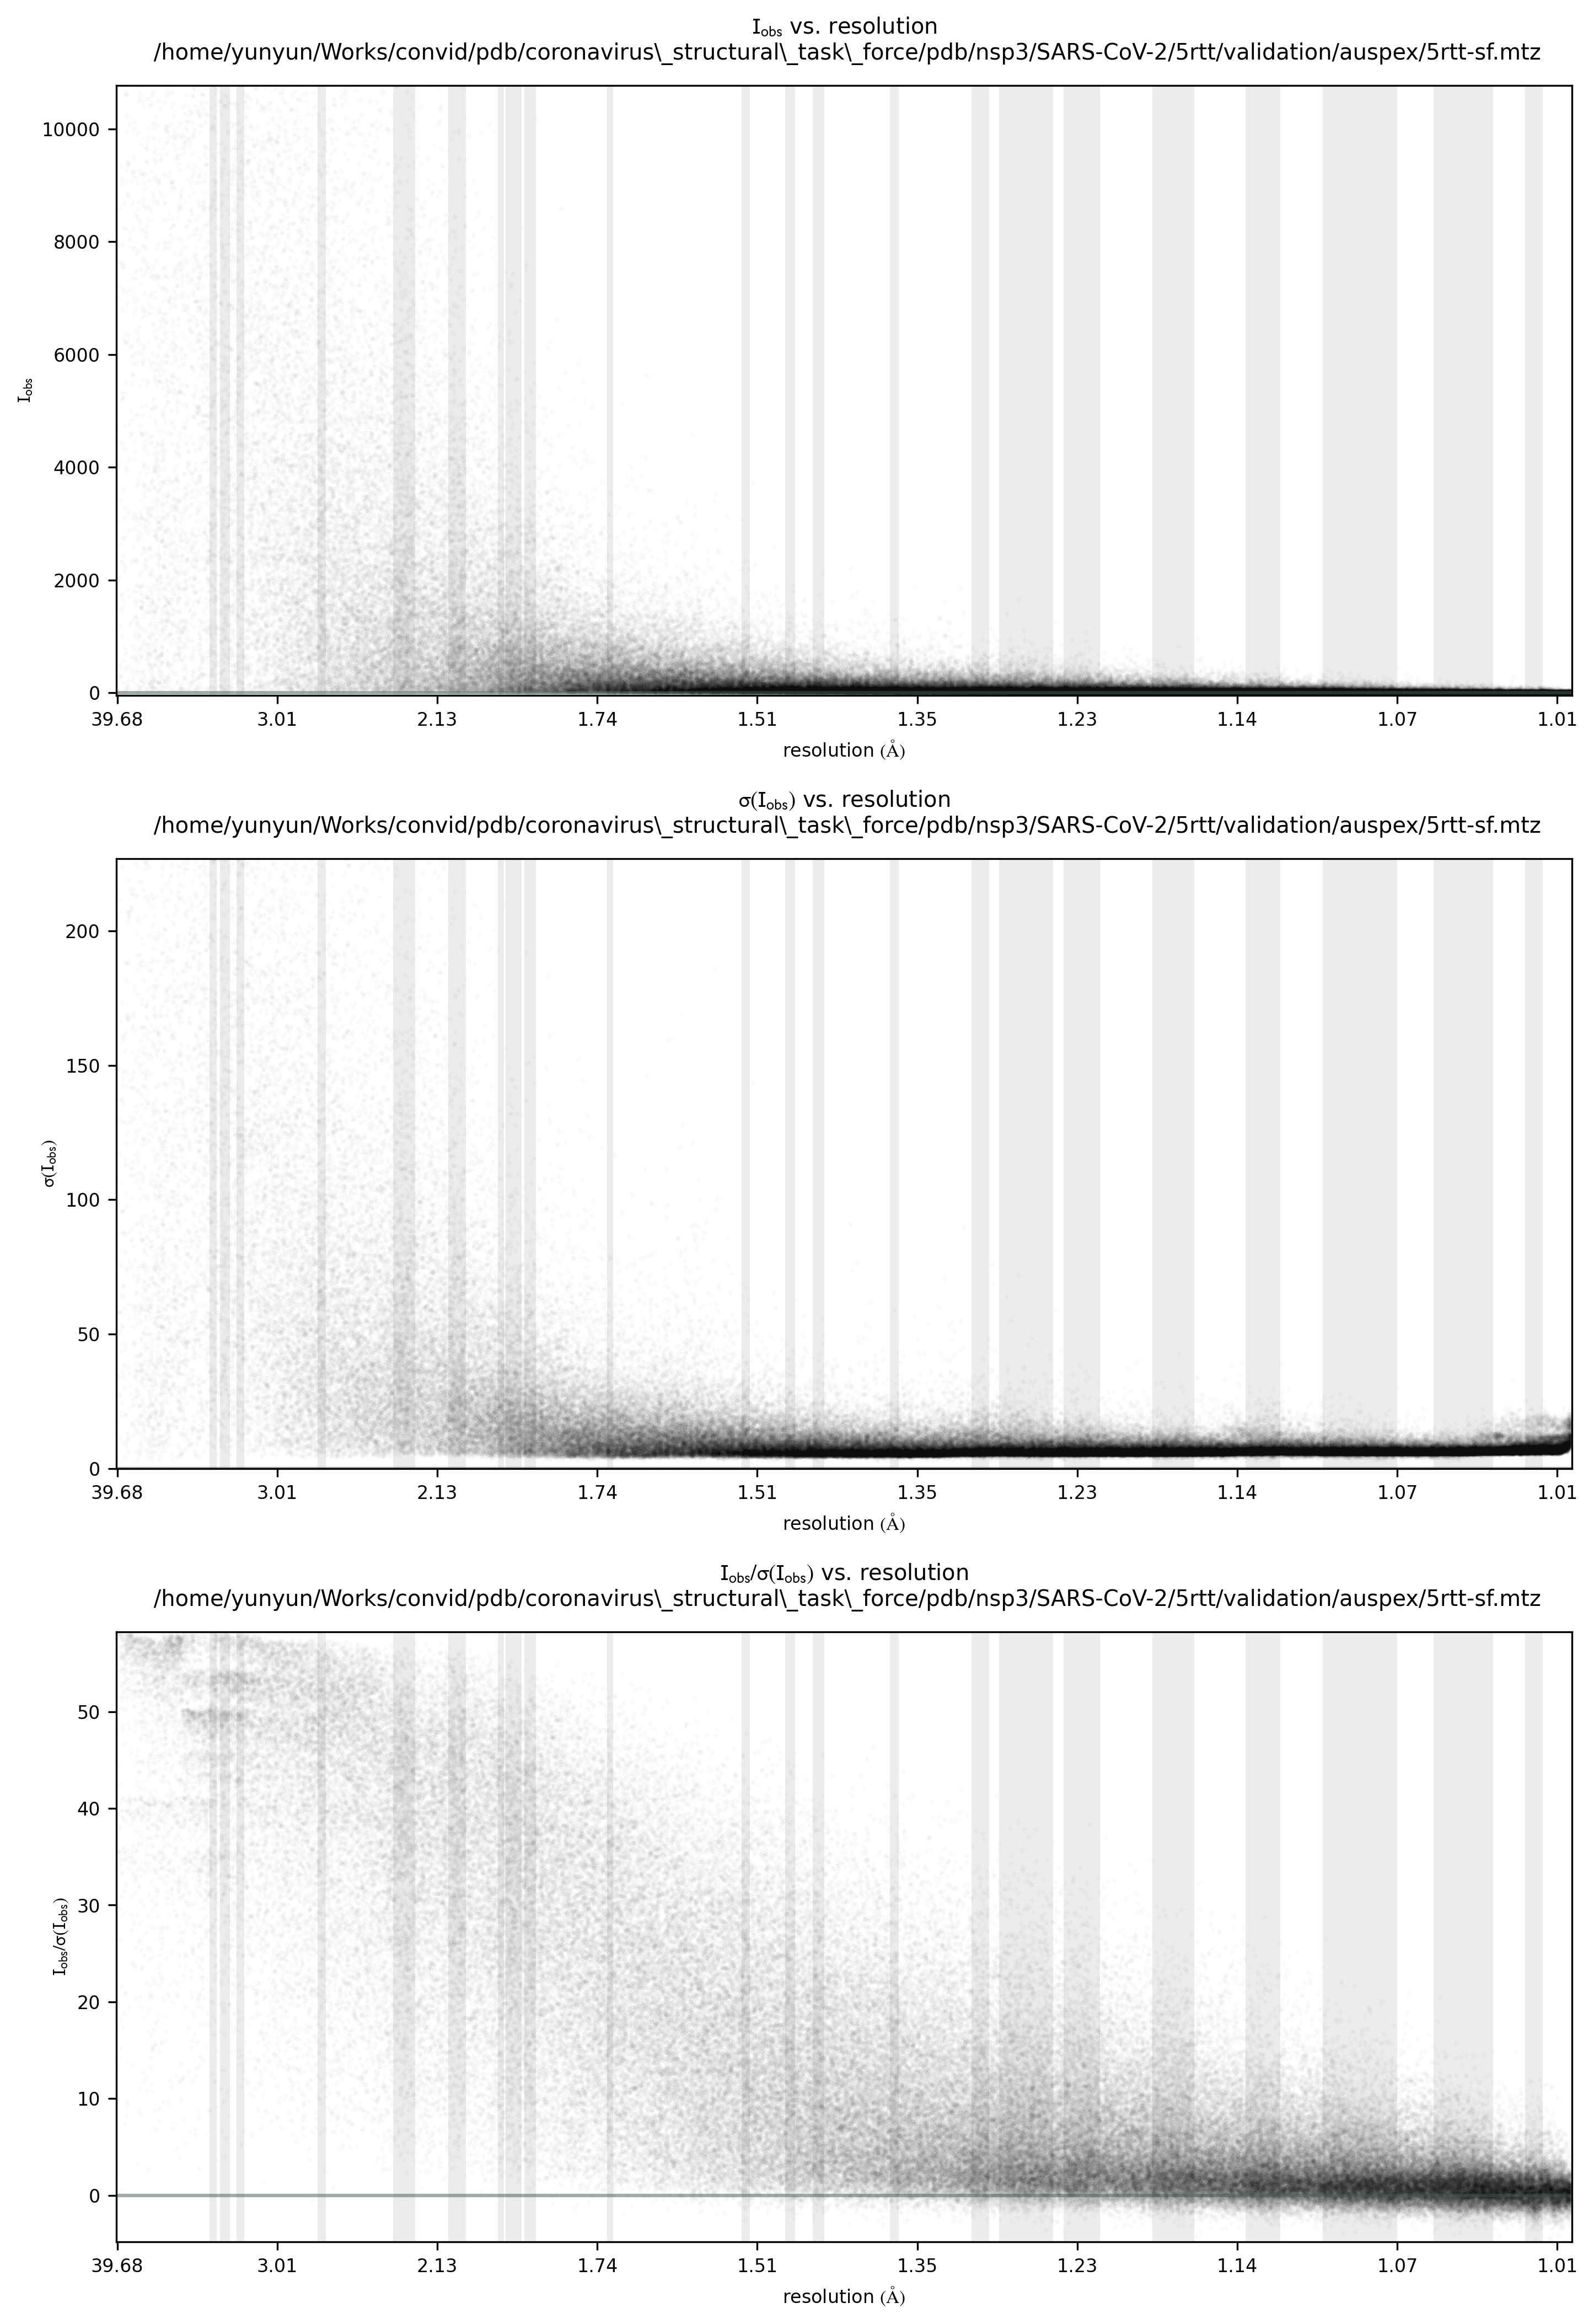 Iobs vs. resolution
/home/yunyun/Works/convid/pdb/coronavirus\_structural\_task\_force/pdb/nsp3/SARS-CoV-2/5rtt/validation/auspex/5rtt-sf.mtz
10000
8000
6000
4000
2000
0
Iobs
39.68 3.01 2.13 1.74 1.51 1.35 1.23 1.14 1.07 1.01
resolution (Å)
σ(Iobs) vs. resolution
/home/yunyun/Works/convid/pdb/coronavirus\_structural\_task\_force/pdb/nsp3/SARS-CoV-2/5rtt/validation/auspex/5rtt-sf.mtz
200
150
100
50
0
σ(Iobs)
39.68 3.01 2.13 1.74 1.51 1.35 1.23 1.14 1.07 1.01
resolution (Å)
Iobs/σ(Iobs) vs. resolution
/home/yunyun/Works/convid/pdb/coronavirus\_structural\_task\_force/pdb/nsp3/SARS-CoV-2/5rtt/validation/auspex/5rtt-sf.mtz
50
40
30
20
10
0
Iobs/σ(Iobs)
39.68 3.01 2.13 1.74 1.51 1.35 1.23 1.14 1.07 1.01
resolution (Å)